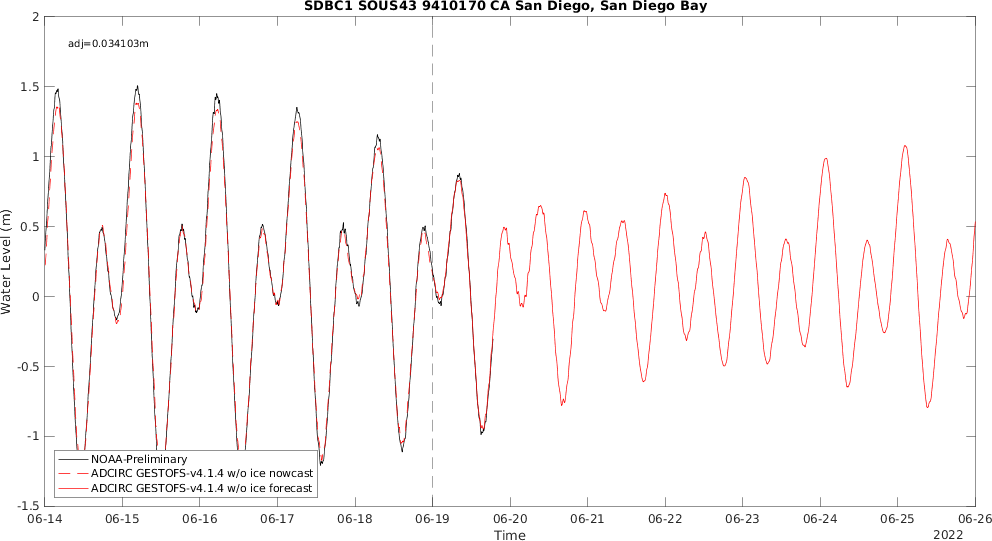 SDBC1 SOUS43 9410170 CA San Diego, San Diego Bay
adj=0.034103m
2
1.5
1
0.5
0
-0.5
-1
-1.5
Water Level (m)
NOAA-Preliminary
ADCIRC GESTOFS-v4.1.4 w/o ice nowcast
ADCIRC GESTOFS-v4.1.4 w/o ice forecast
06-14 06-15 06-16 06-17 06-18 06-19 06-20 06-21 06-22 06-23 06-24 06-25 06-26
Time
2022